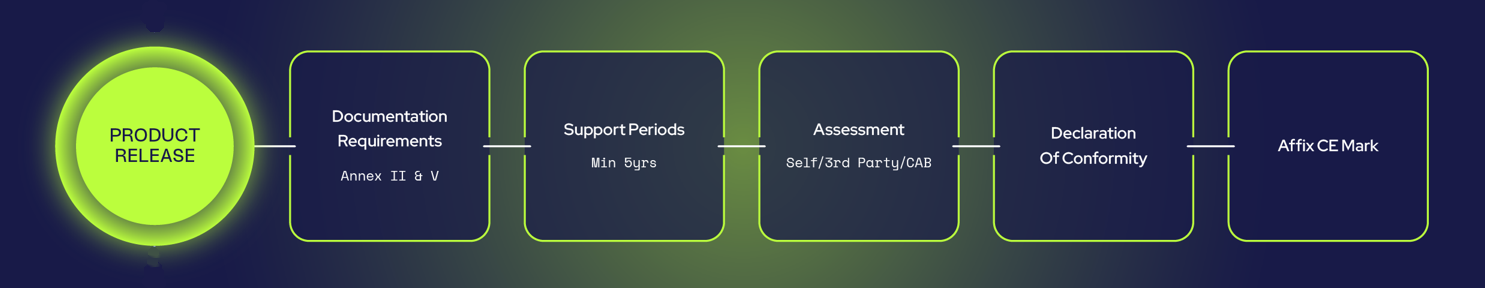 PRODUCT
RELEASE
Documentation
Requirements
Annex II & V
Support Periods
Min 5yrs
Assessment
Self/3rd Party/CAB
Declaration
Of Conformity
Affix CE Mark